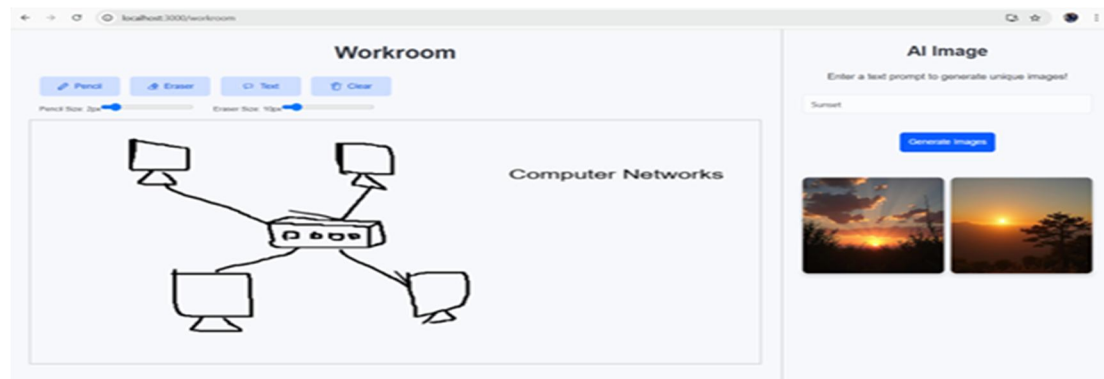 localhost:3000/workroom
Workroom
Pencil
Eraser
Text
Clear
Pencil Size: 2px
Eraser Size: 10px
Computer Networks
AI Image
Enter a text prompt to generate unique images!
Sunset
Generate Images